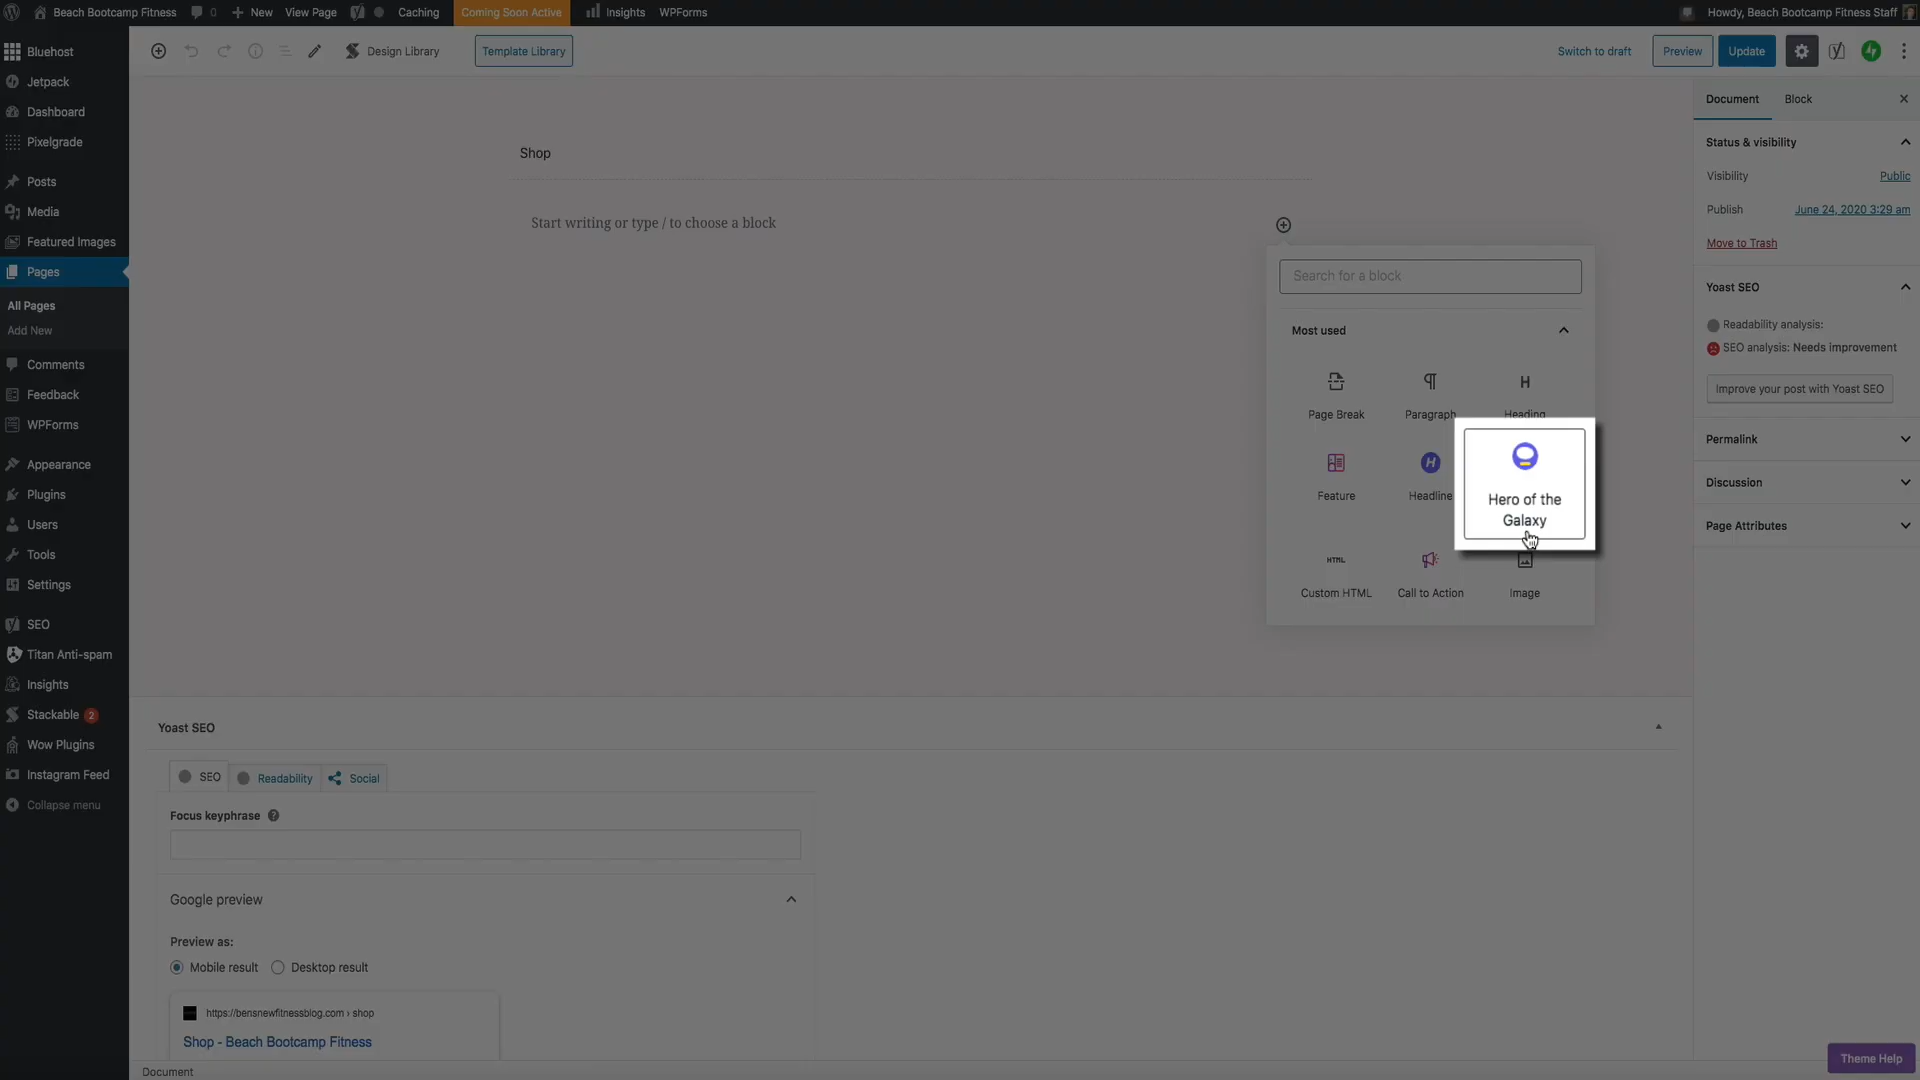 Beach Bootcamp Fitness 0 New View Page Caching Coming Soon Active Insights WPForms Howdy, Beach Bootcamp Fitness Staff
Bluehost
Jetpack
Dashboard
Pixelgrade
Posts
Media
Featured Images
Pages
All Pages
Add New
Comments
Feedback
WPForms
Appearance
Plugins
Users
Tools
Settings
SEO
Titan Anti-spam
Insights
Stackable 2
Wow Plugins
Instagram Feed
Collapse menu
Design Library Template Library Switch to draft Preview Update
Shop
Start writing or type / to choose a block
Search for a block
Most used
Page Break Paragraph Heading
Feature Headline Hero of the
Galaxy
HTML
Custom HTML Call to Action Image
Document Block
Status & visibility
Visibility Public
Publish June 24, 2020 3:29 am
Move to Trash
Yoast SEO
Readability analysis:
SEO analysis: Needs improvement
Improve your post with Yoast SEO
Permalink
Discussion
Page Attributes
Yoast SEO
SEO Readability Social
Focus keyphrase ?
Google preview
Preview as:
Mobile result Desktop result
https://bensnewfitnessblog.com › shop
Shop - Beach Bootcamp Fitness
Document
Theme Help